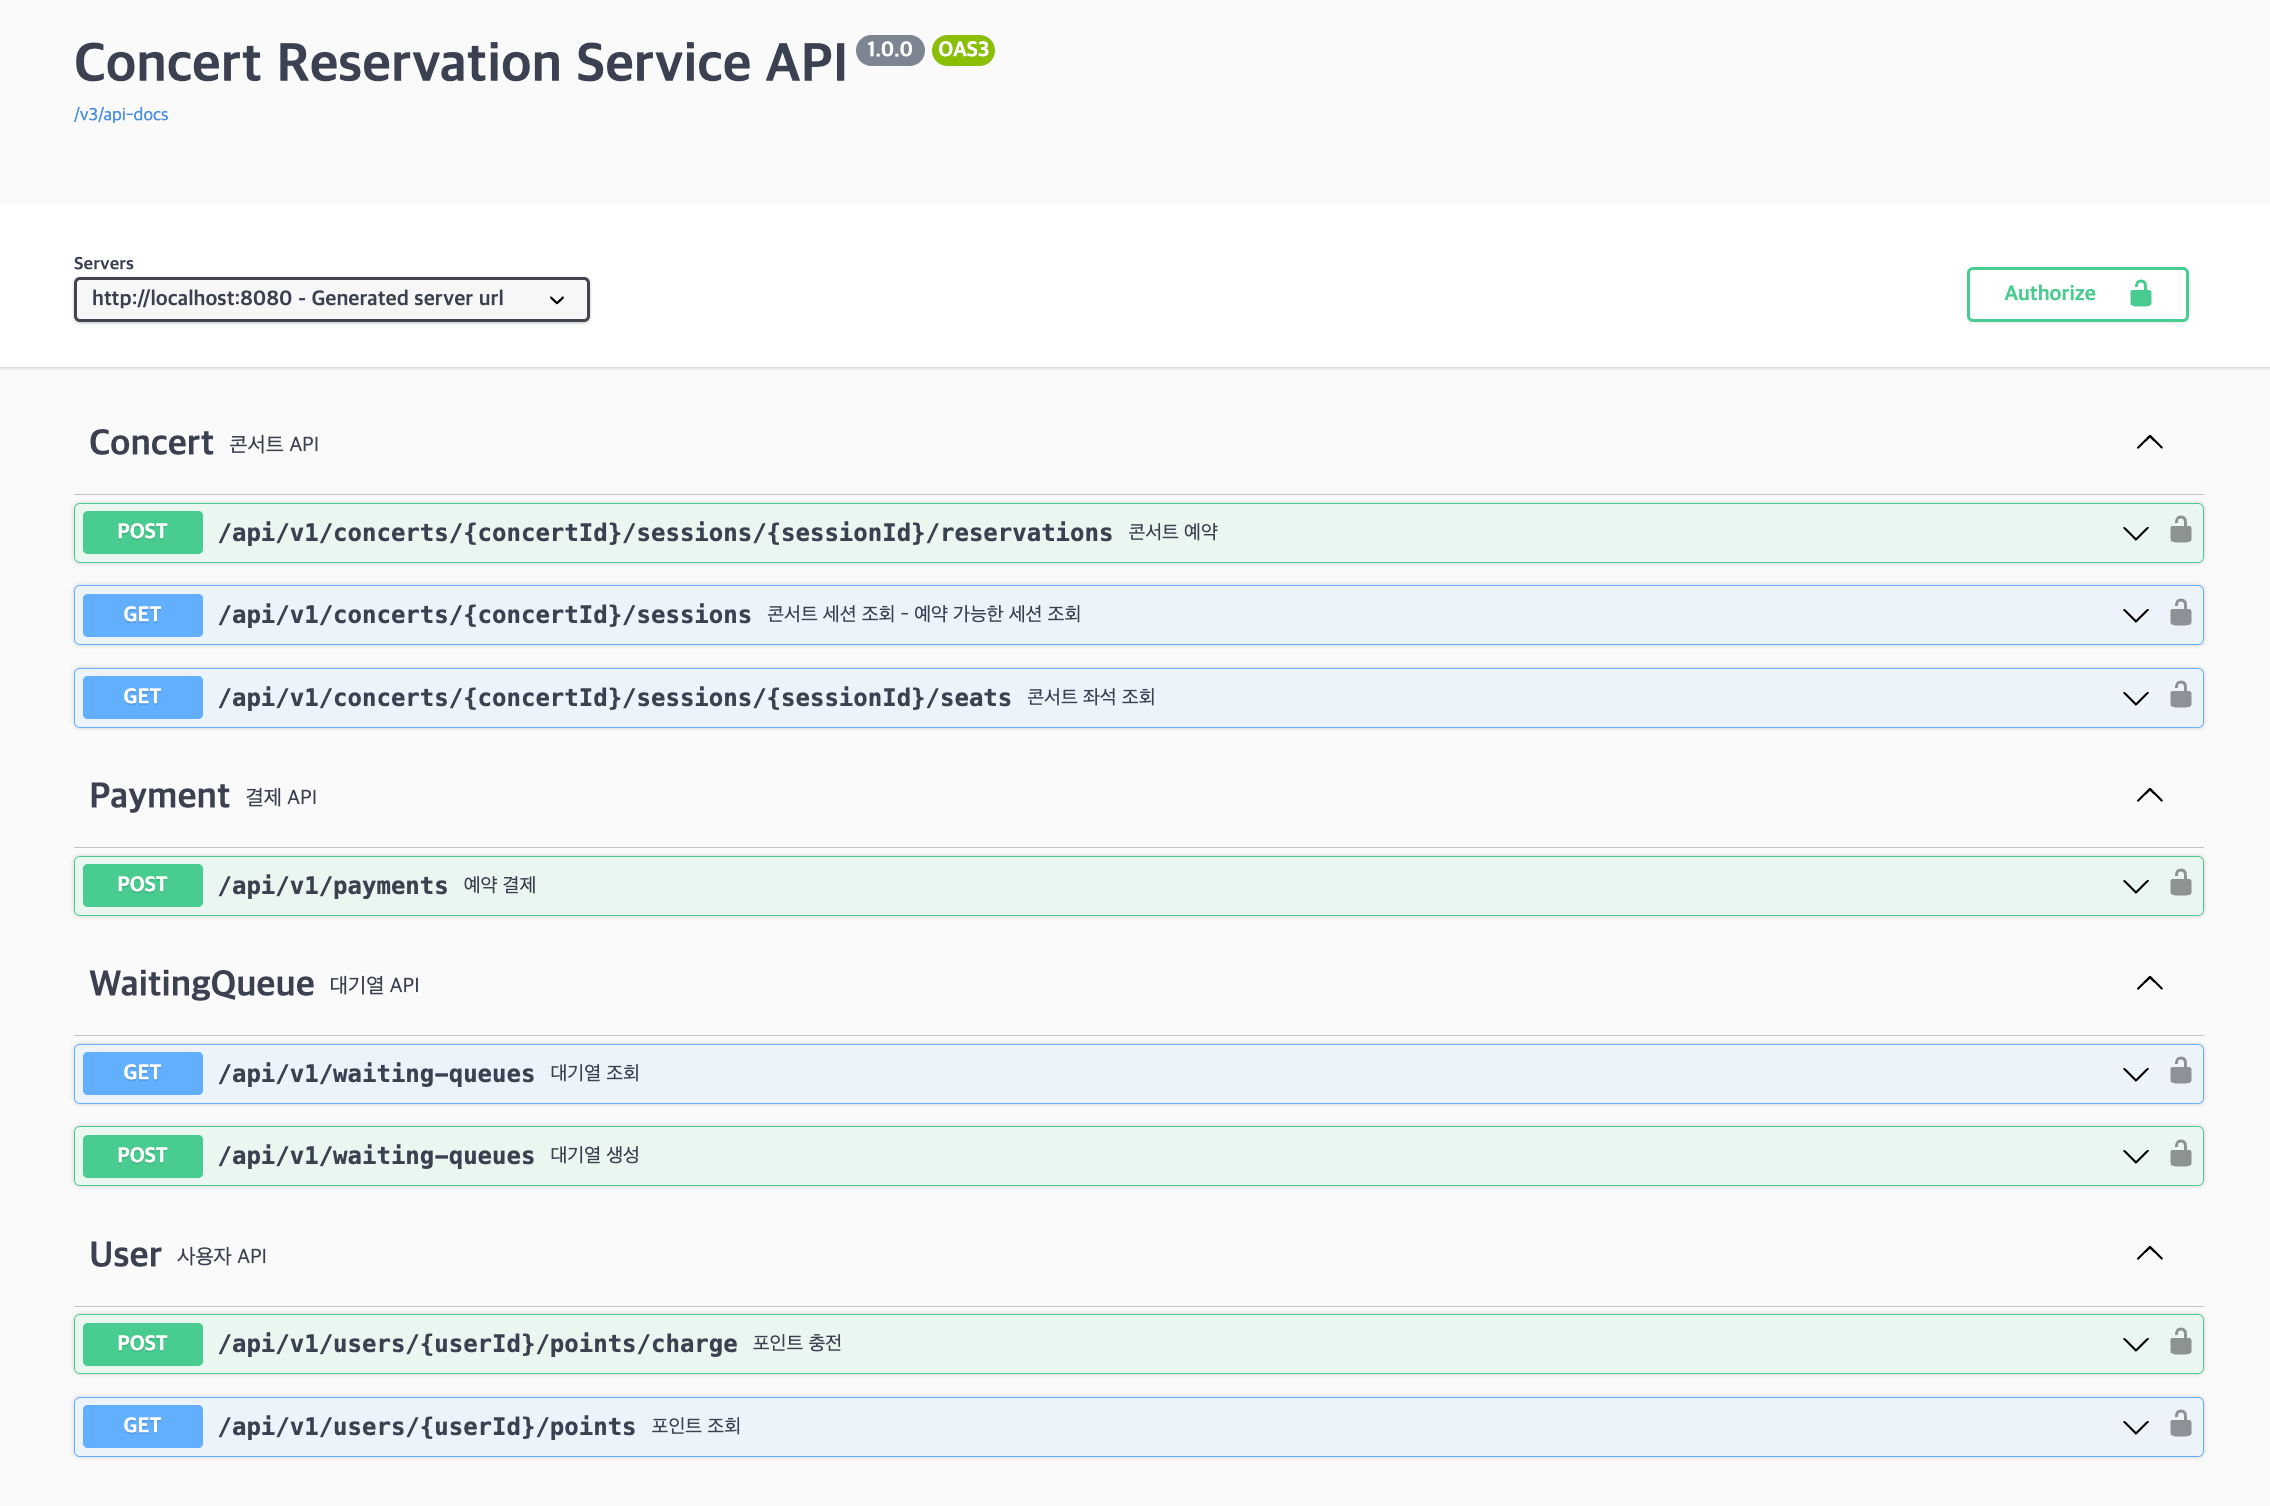 Concert Reservation Service API 1.0.0 OAS3
/v3/api-docs
Servers
http://localhost:8080 - Generated server url
Authorize
Concert 콘서트 API
POST /api/v1/concerts/{concertId}/sessions/{sessionId}/reservations 콘서트 예약
GET /api/v1/concerts/{concertId}/sessions 콘서트 세션 조회 - 예약 가능한 세션 조회
GET /api/v1/concerts/{concertId}/sessions/{sessionId}/seats 콘서트 좌석 조회
Payment 결제 API
POST /api/v1/payments 예약 결제
WaitingQueue 대기열 API
GET /api/v1/waiting-queues 대기열 조회
POST /api/v1/waiting-queues 대기열 생성
User 사용자 API
POST /api/v1/users/{userId}/points/charge 포인트 충전
GET /api/v1/users/{userId}/points 포인트 조회